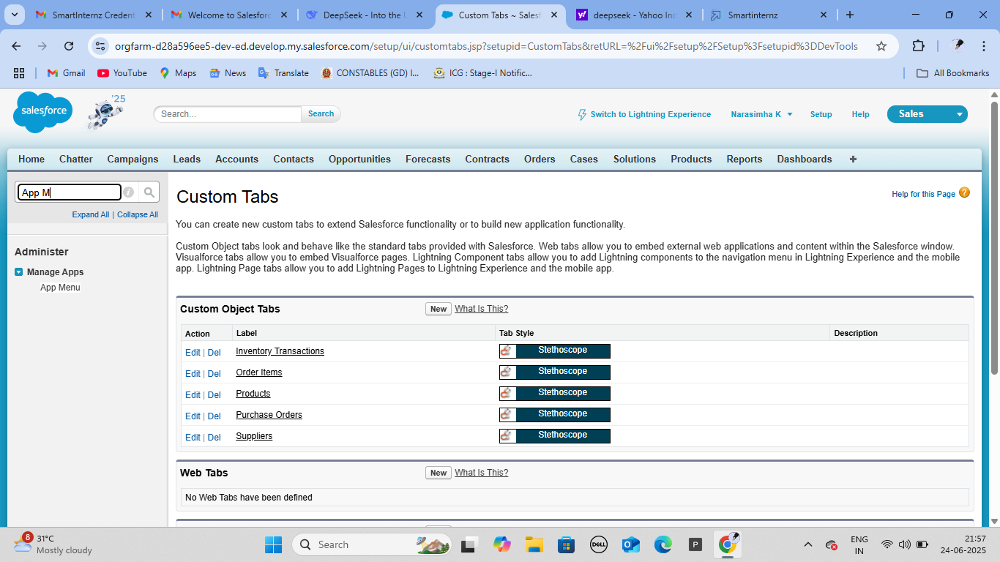 SmartInternz Credent
Welcome to Salesforc
DeepSeek - Into the U
Custom Tabs ~ Salesf
deepseek - Yahoo Ind
Smartinternz
orgfarm-d28a596ee5-dev-ed.develop.my.salesforce.com/setup/ui/customtabs.jsp?setupid=CustomTabs&retURL=%2Fui%2Fsetup%2FSetup%3Fsetupid%3DDevTools
Gmail
YouTube
Maps
News
Translate
CONSTABLES (GD) I...
ICG : Stage-I Notific...
All Bookmarks
salesforce
'25
Search...
Search
Switch to Lightning Experience
Narasimha K
Setup
Help
Sales
Home Chatter Campaigns Leads Accounts Contacts Opportunities Forecasts Contracts Orders Cases Solutions Products Reports Dashboards +
App M
Expand All | Collapse All
Administer
Manage Apps
App Menu
Custom Tabs
Help for this Page ?
You can create new custom tabs to extend Salesforce functionality or to build new application functionality.
Custom Object tabs look and behave like the standard tabs provided with Salesforce. Web tabs allow you to embed external web applications and content within the Salesforce window.
Visualforce tabs allow you to embed Visualforce pages. Lightning Component tabs allow you to add Lightning components to the navigation menu in Lightning Experience and the mobile
app. Lightning Page tabs allow you to add Lightning Pages to Lightning Experience and the mobile app.
Custom Object Tabs New What Is This?
Action Label Tab Style Description
Edit | Del Inventory Transactions Stethoscope
Edit | Del Order Items Stethoscope
Edit | Del Products Stethoscope
Edit | Del Purchase Orders Stethoscope
Edit | Del Suppliers Stethoscope
Web Tabs New What Is This?
No Web Tabs have been defined
8
31°C
Mostly cloudy
Search
DELL
P
ENG
IN
21:57
24-06-2025